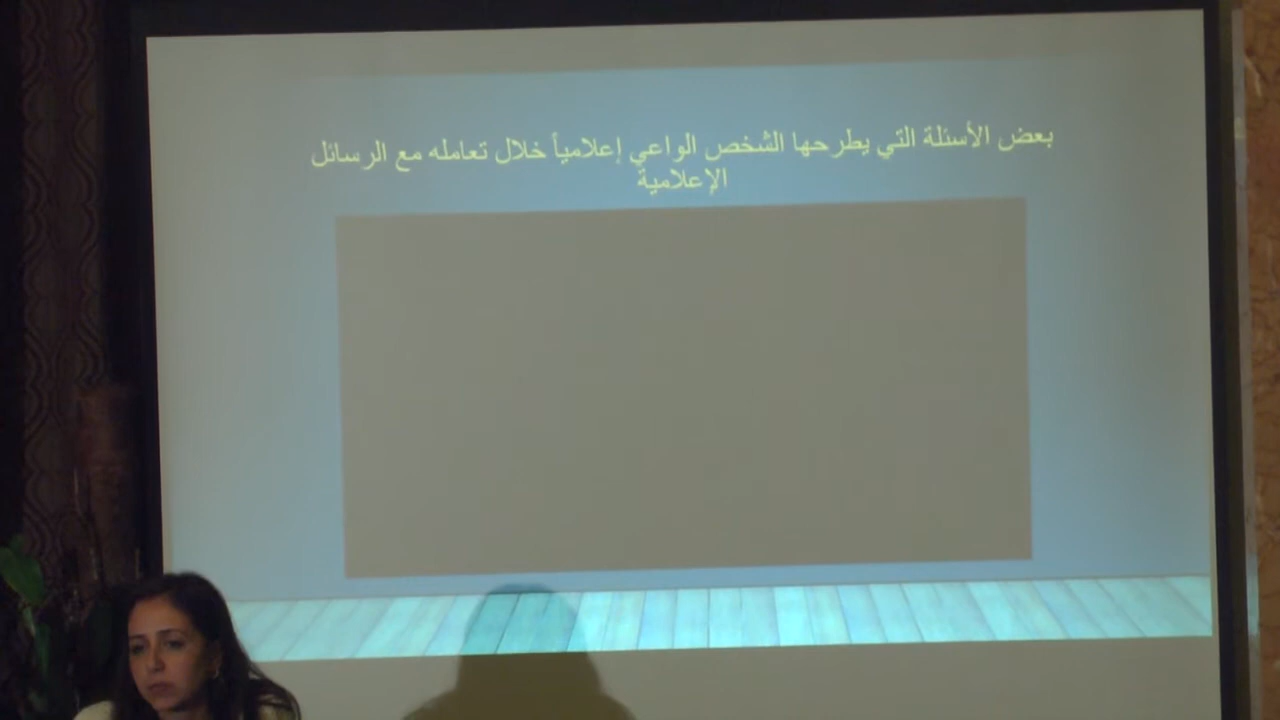 بعض الأسئلة التي يطرحها الشخص الواعي إعلامياً خلال تعامله مع الرسائل
الإعلامية